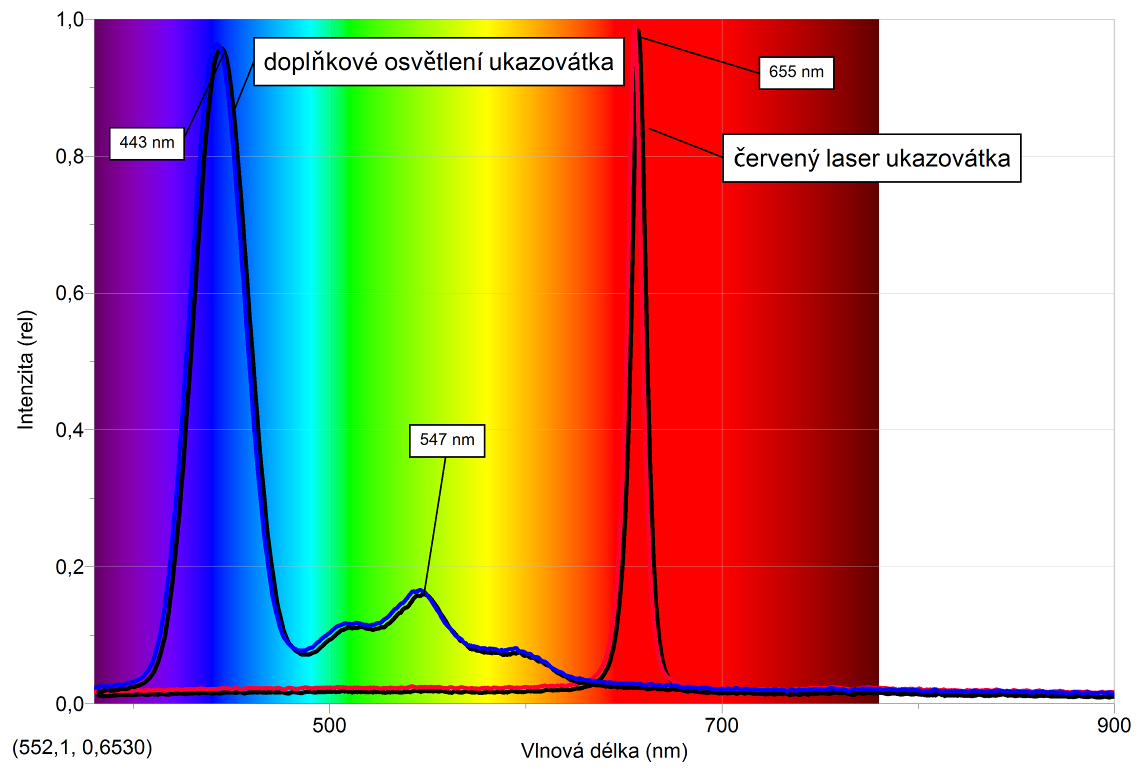 1,0
doplňkové osvětlení ukazovátka
655 nm
443 nm
červený laser ukazovátka
0,8
0,6
Intenzita (rel)
0,4
547 nm
0,2
0,0
500
700
900
(552,1, 0,6530)
Vlnová délka (nm)